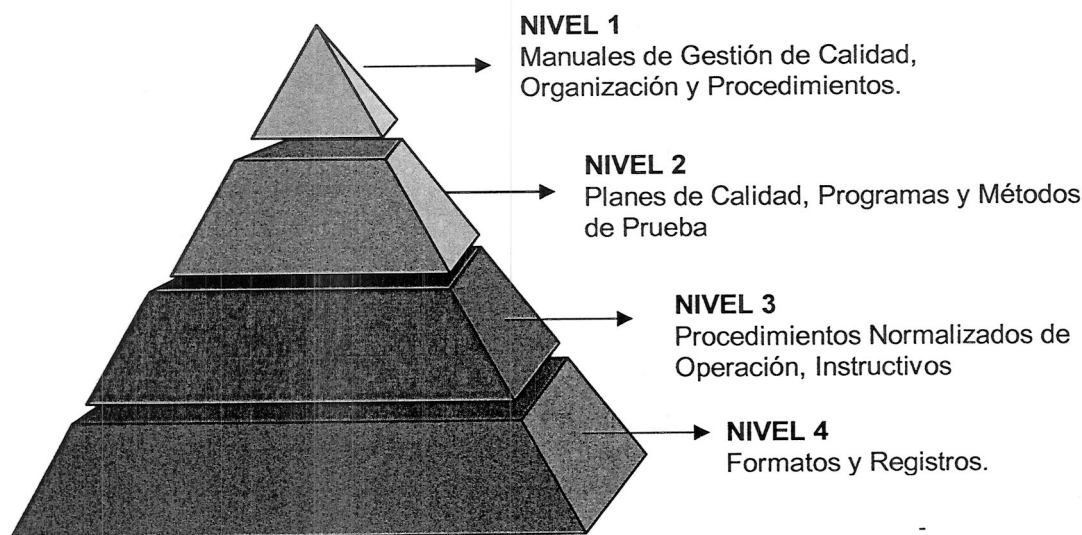 NIVEL 1
Manuales de Gestión de Calidad,
Organización y Procedimientos.
NIVEL 2
Planes de Calidad, Programas y Métodos
de Prueba
NIVEL 3
Procedimientos Normalizados de
Operación, Instructivos
NIVEL 4
Formatos y Registros.